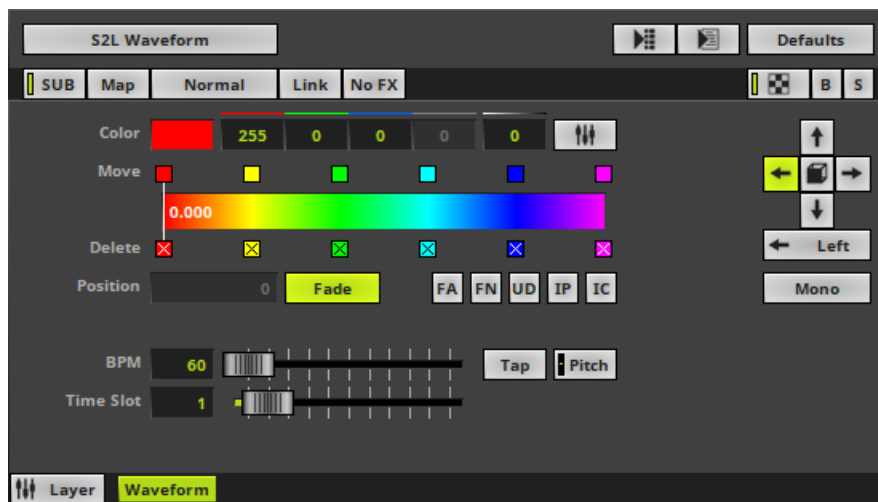 S2L Waveform Defaults
SUB Map Normal Link No FX B S
Color 255 0 0 0 0
Move
0.000
Delete
← Left
Position 0 Fade FA FN UD IP IC Mono
BPM 60 Tap Pitch
Time Slot 1
Layer Waveform